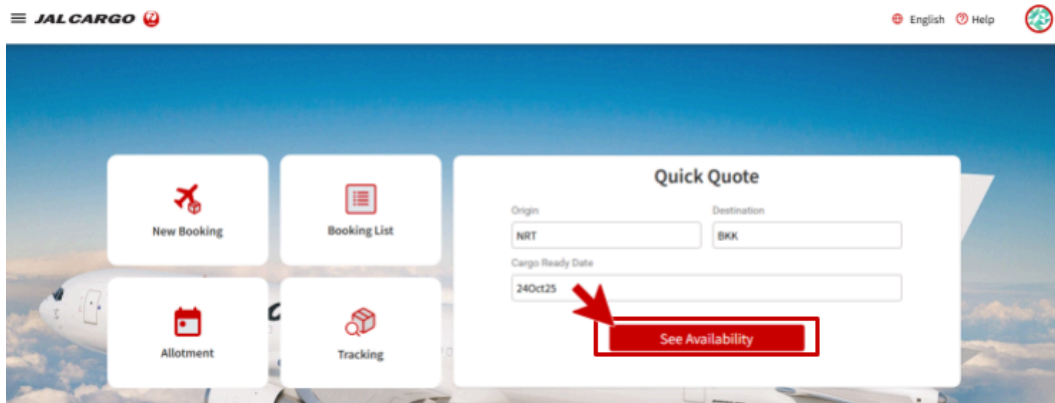 JAL CARGO
English
Help
New Booking
Booking List
Allotment
Tracking
Quick Quote
Origin
Destination
NRT
BKK
Cargo Ready Date
24Oct25
See Availability